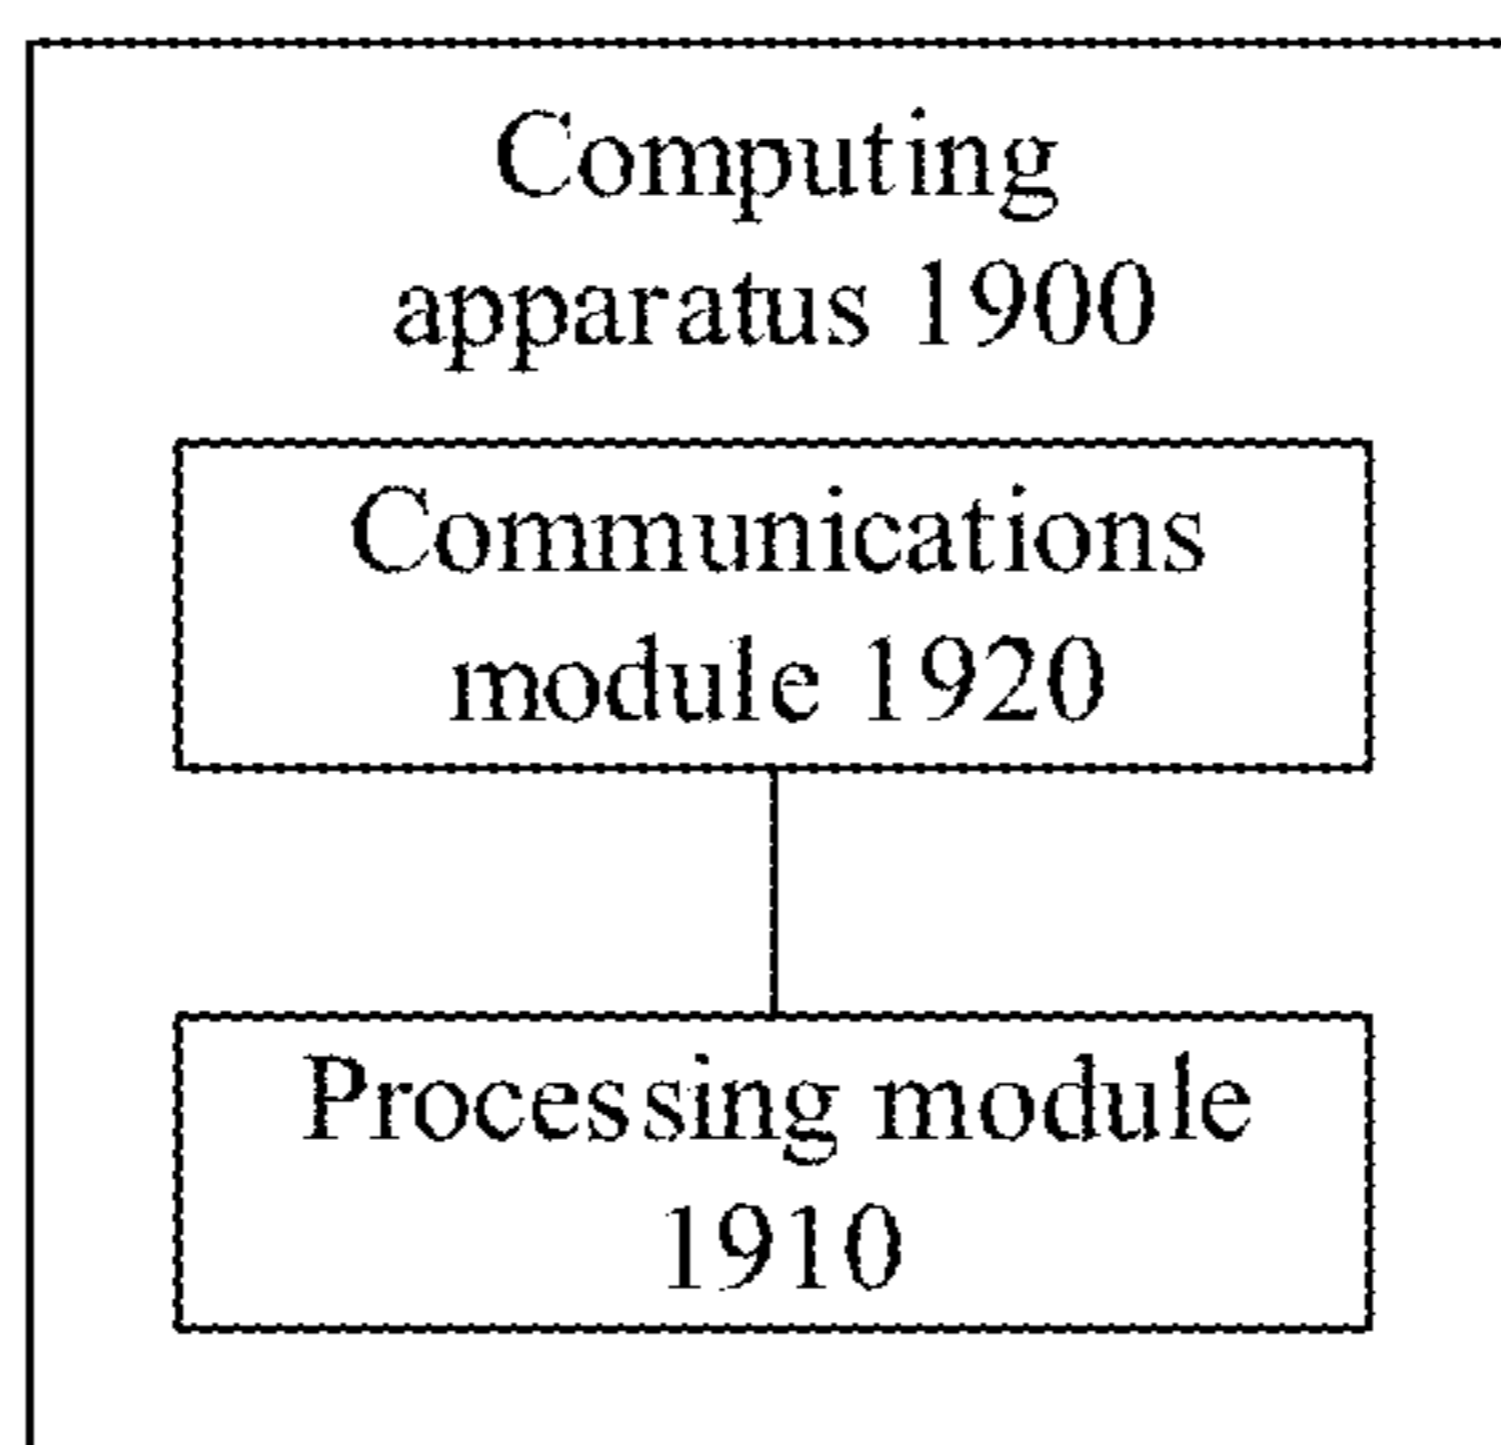 Computing
apparatus 1900
Communications
module 1920
Processing module
1910